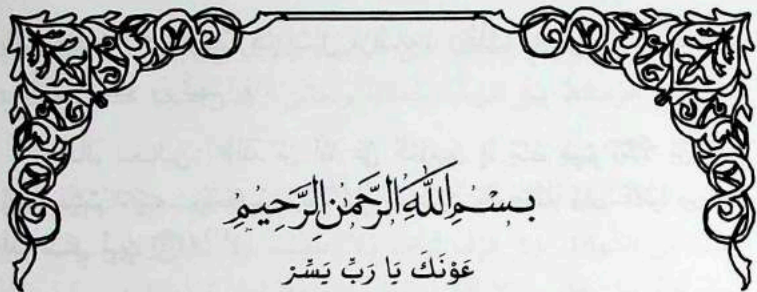 بِسْمِ اللَّهِ الرَّحْمَٰنِ الرَّحِيمِ
عَوْنَكَ يَا رَبِّ يَسِّرْ